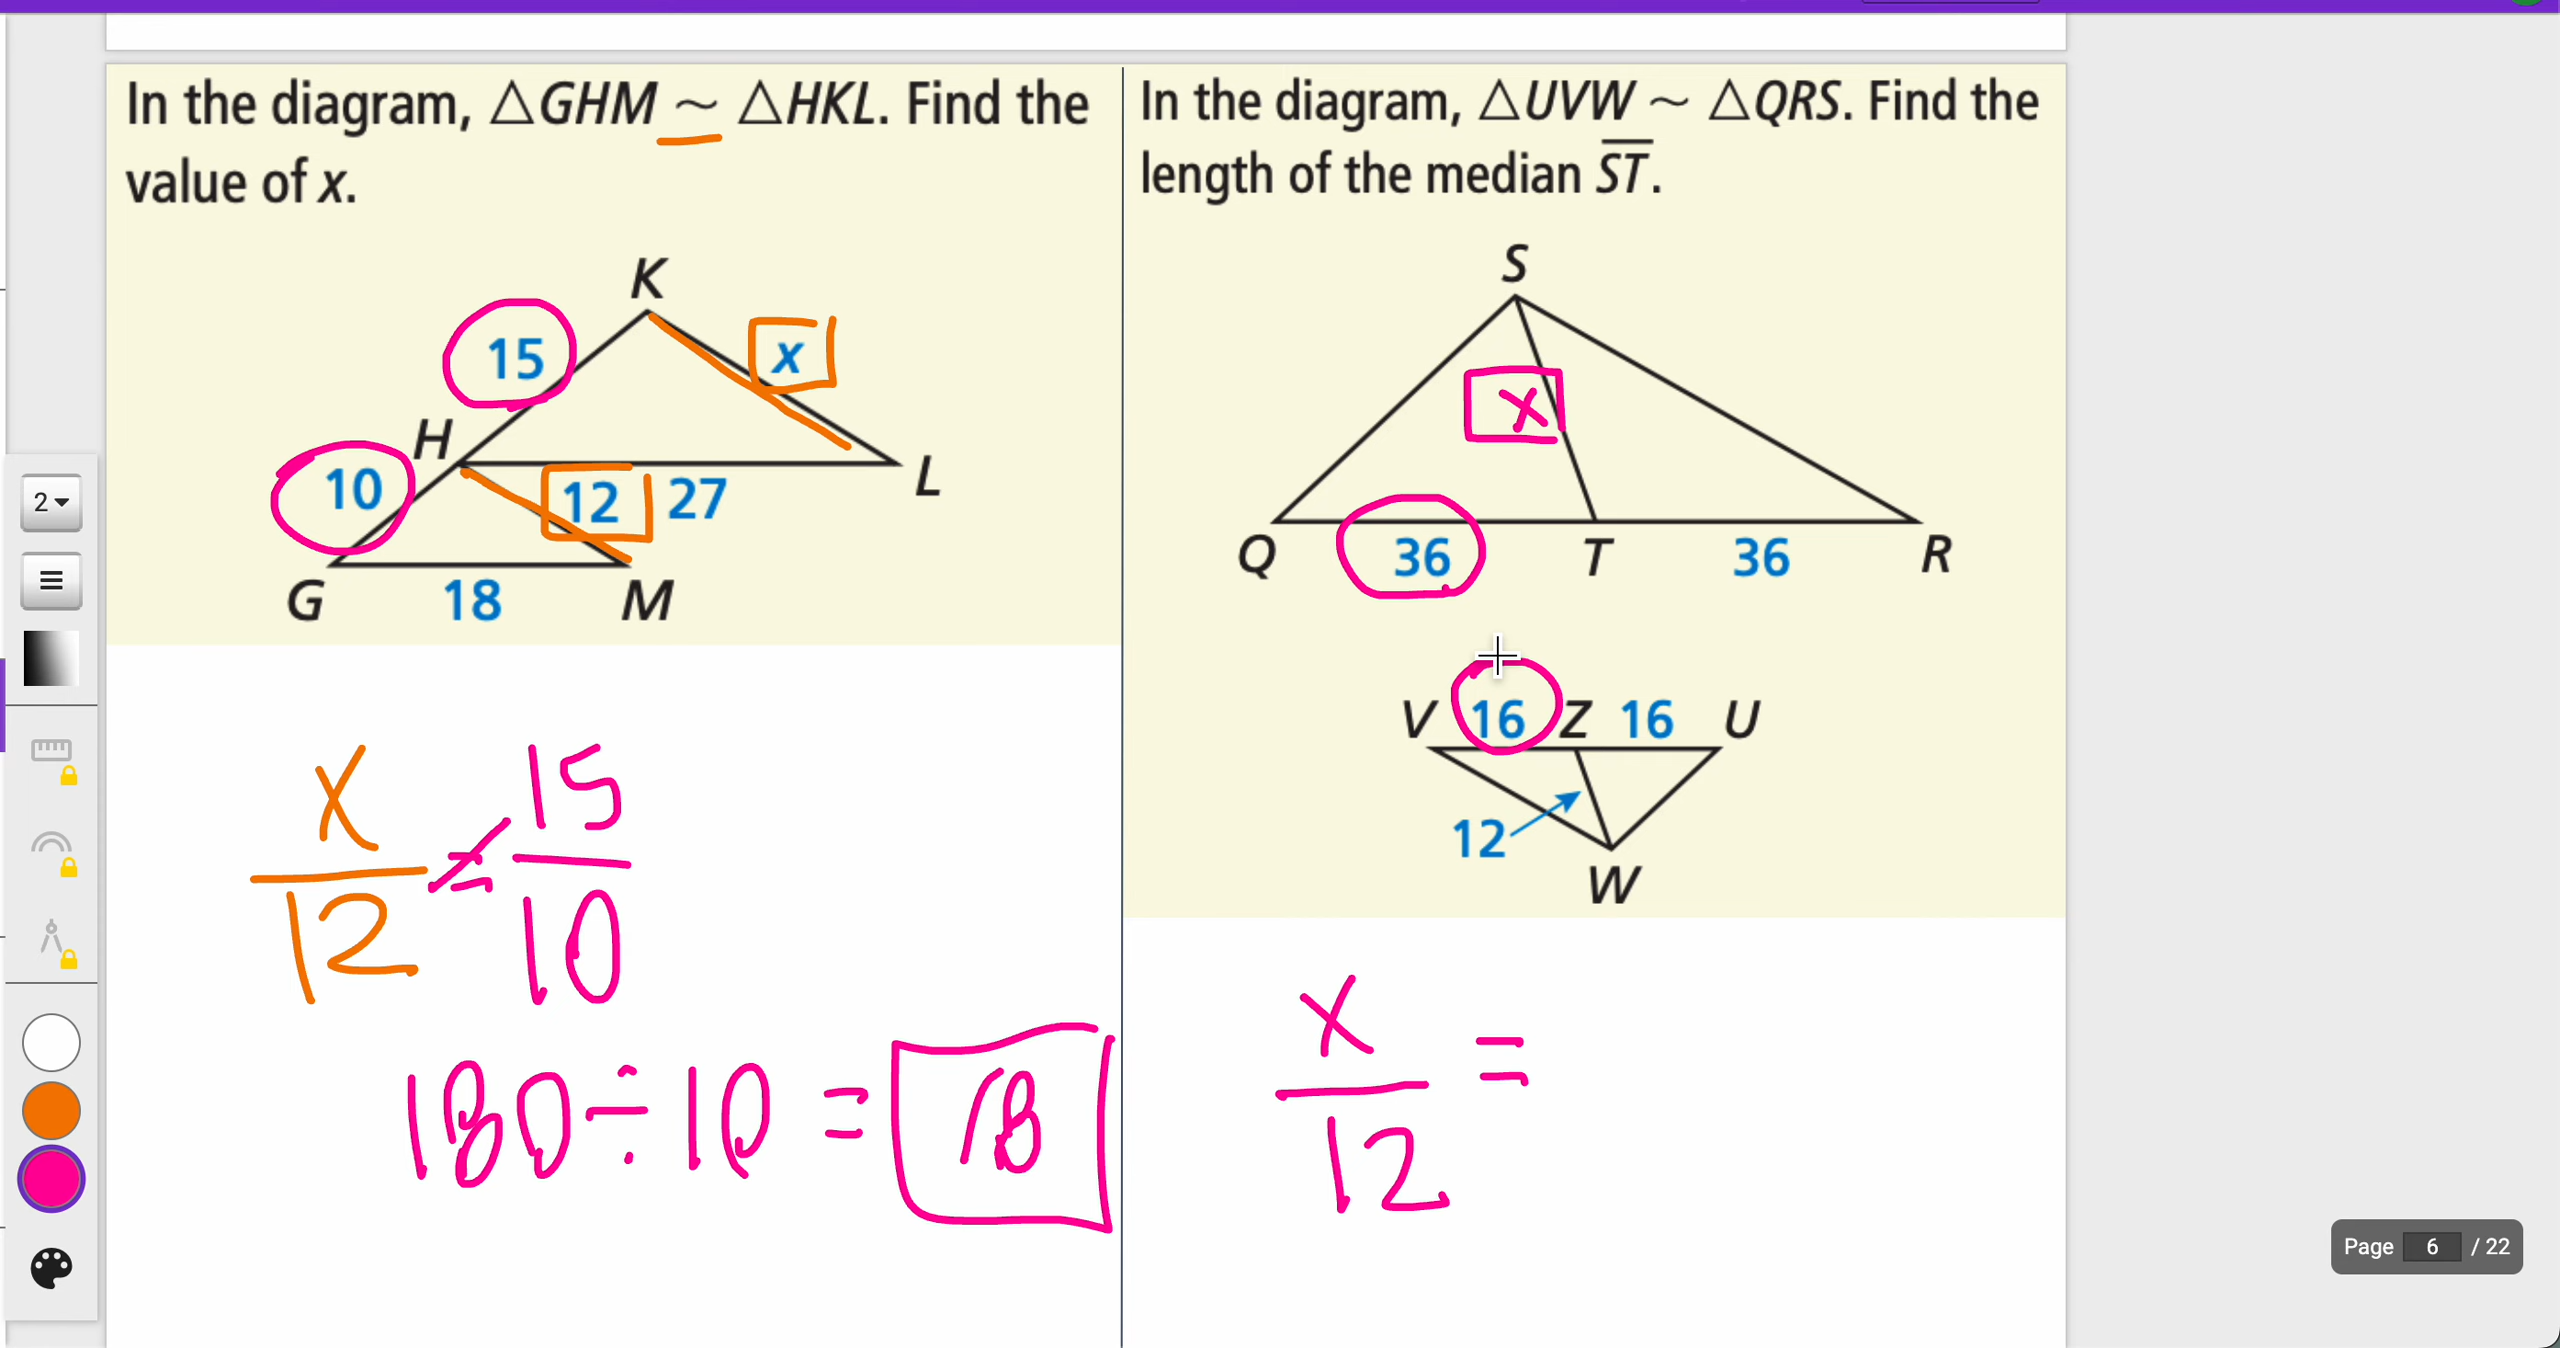 In the diagram, △GHM ~ △HKL. Find the
value of x.
K
15
x
H
10
12
27
L
G
18
M
x
12
=
15
10
180 ÷ 10 = 18
In the diagram, △UVW ~ △QRS. Find the
length of the median ST.
S
x
Q
36
T
36
R
V
16
Z
16
U
12
W
x
12
=
2
Page 6 / 22